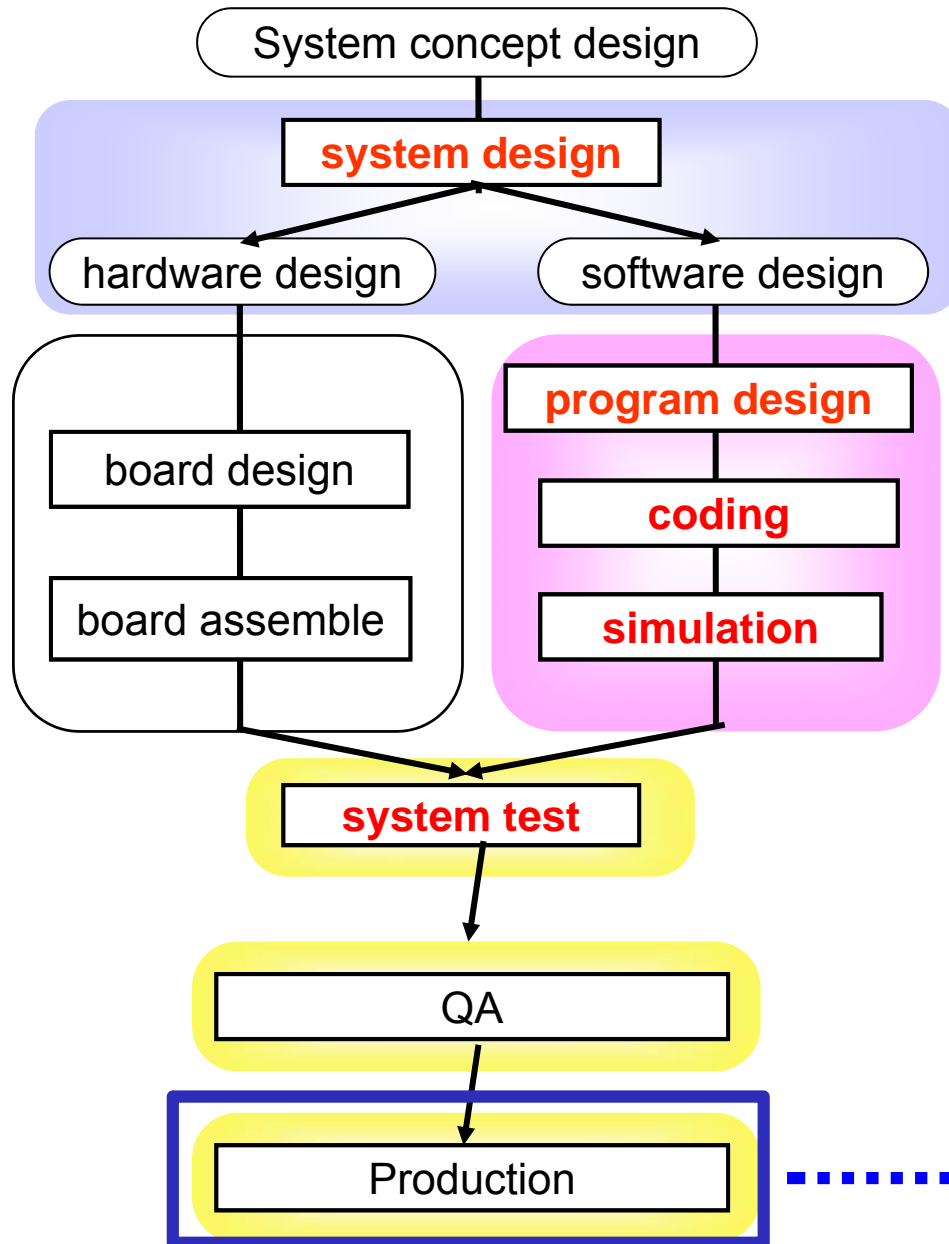 System concept design
system design
hardware design
software design
program design
board design
coding
board assemble
simulation
system test
QA
Production